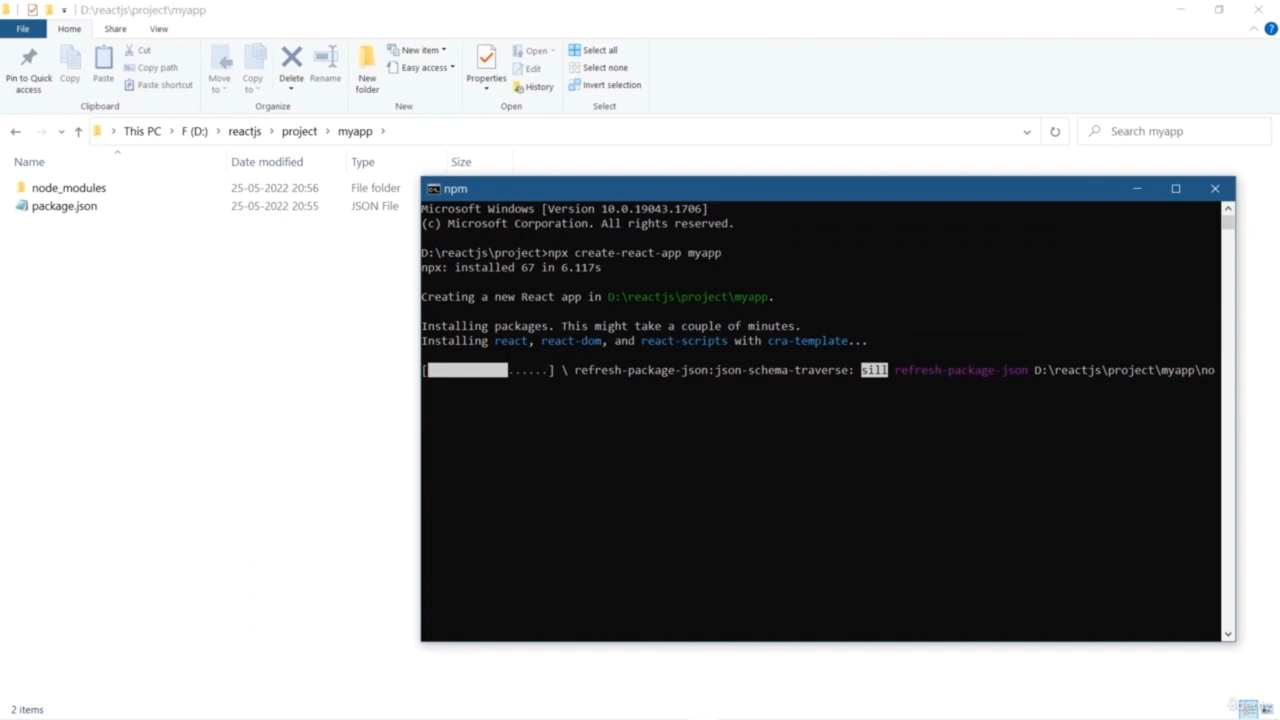 D:\reactjs\project\myapp
File Home Share View
Pin to Quick access
Copy
Paste
Cut
Copy path
Paste shortcut
Clipboard
Move to
Copy to
Delete
Rename
Organize
New folder
New item
Easy access
New
Properties
Open
Edit
History
Open
Select all
Select none
Invert selection
Select
This PC F (D:) reactjs project myapp
Search myapp
Name Date modified Type Size
node_modules 25-05-2022 20:56 File folder
package.json 25-05-2022 20:55 JSON File
npm
Microsoft Windows [Version 10.0.19043.1706]
(c) Microsoft Corporation. All rights reserved.
D:\reactjs\project>npx create-react-app myapp
npx: installed 67 in 6.117s
Creating a new React app in D:\reactjs\project\myapp.
Installing packages. This might take a couple of minutes.
Installing react, react-dom, and react-scripts with cra-template...
[ ......] \ refresh-package-json:json-schema-traverse: sill refresh-package-json D:\reactjs\project\myapp\no
2 items